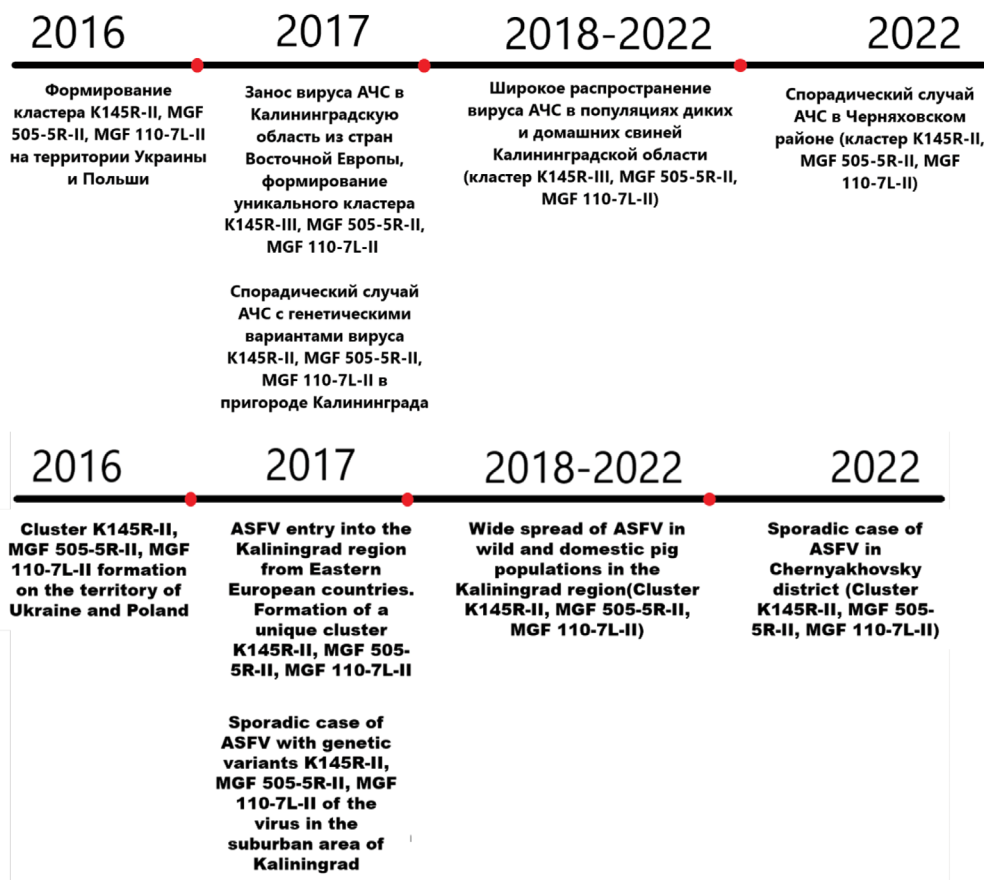 2016
2017
2018-2022
2022
Формирование
кластера K145R-II, MGF
505-5R-II, MGF 110-7L-II
на территории Украины
и Польши
Занос вируса АЧС в
Калининградскую
область из стран
Восточной Европы,
формирование
уникального кластера
K145R-III, MGF 505-5R-II,
MGF 110-7L-II
Спорадический случай
АЧС с генетическими
вариантами вируса
K145R-II, MGF 505-5R-II,
MGF 110-7L-II в
пригороде Калининграда
Широкое распространение
вируса АЧС в популяциях диких
и домашних свиней
Калининградской области
(кластер K145R-III, MGF 505-5R-II,
MGF 110-7L-II)
Спорадический случай
АЧС в Черняховском
районе (кластер K145R-II,
MGF 505-5R-II, MGF
110-7L-II)
2016
2017
2018-2022
2022
Cluster K145R-II,
MGF 505-5R-II, MGF
110-7L-II formation
on the territory of
Ukraine and Poland
ASFV entry into the
Kaliningrad region
from Eastern
European countries.
Formation of a
unique cluster
K145R-II, MGF 505-
5R-II, MGF 110-7L-II
Sporadic case of
ASFV with genetic
variants K145R-II,
MGF 505-5R-II, MGF
110-7L-II of the
virus in the
suburban area of
Kaliningrad
Wide spread of ASFV in
wild and domestic pig
populations in the
Kaliningrad region(Cluster
K145R-II, MGF 505-5R-II,
MGF 110-7L-II)
Sporadic case of
ASFV in
Chernyakhovsky
district (Cluster
K145R-II, MGF 505-
5R-II, MGF 110-7L-II)